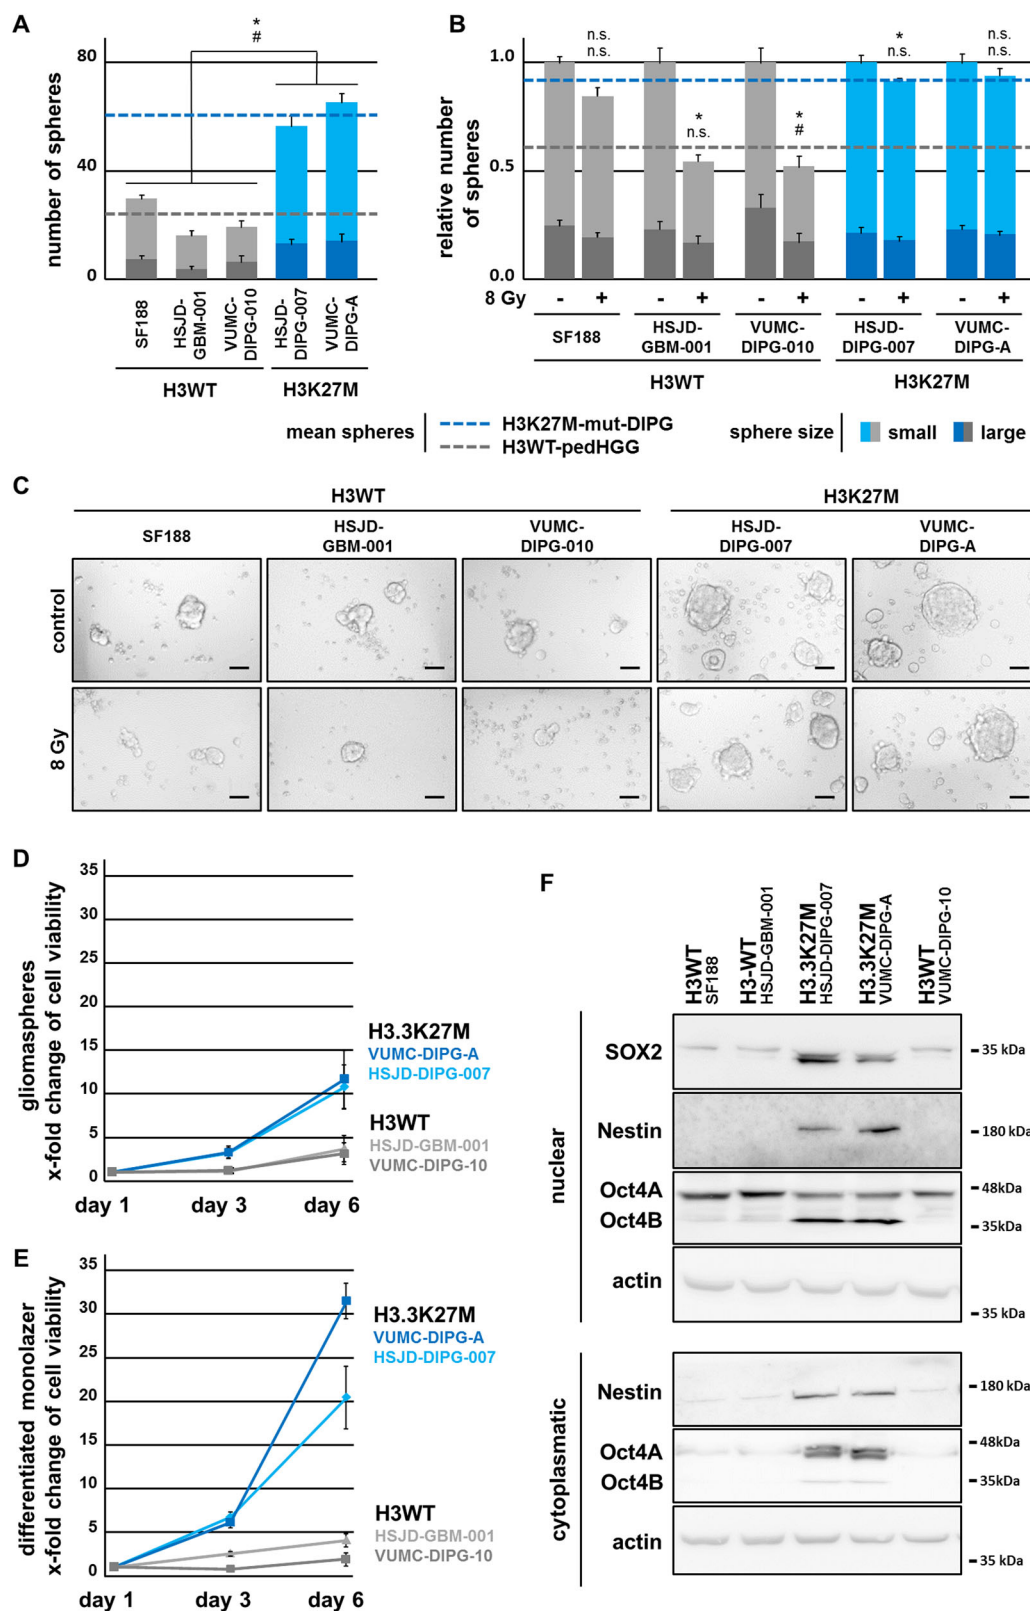 A
number of spheres
80
40
0
*
#
SF188
HSJD-
GBM-001
VUMC-
DIPG-010
HSJD-
DIPG-007
VUMC-
DIPG-A
H3WT
H3K27M
B
relative number
of spheres
1.0
0.5
0.0
n.s.
n.s.
*
n.s.
*
#
*
n.s.
n.s.
n.s.
8 Gy
- + - + - + - + - +
SF188
HSJD-
GBM-001
VUMC-
DIPG-010
HSJD-
DIPG-007
VUMC-
DIPG-A
H3WT
H3K27M
mean spheres
H3K27M-mut-DIPG
H3WT-pedHGG
sphere size
small
large
C
H3WT
H3K27M
SF188
HSJD-
GBM-001
VUMC-
DIPG-010
HSJD-
DIPG-007
VUMC-
DIPG-A
control
8 Gy
D
gliomaspheres
x-fold change of cell viability
35
30
25
20
15
10
5
0
H3.3K27M
VUMC-DIPG-A
HSJD-DIPG-007
H3WT
HSJD-GBM-001
VUMC-DIPG-10
day 1
day 3
day 6
E
differentiated monolazer
x-fold change of cell viability
35
30
25
20
15
10
5
0
H3.3K27M
VUMC-DIPG-A
HSJD-DIPG-007
H3WT
HSJD-GBM-001
VUMC-DIPG-10
day 1
day 3
day 6
F
H3WT
SF188
H3-WT
HSJD-GBM-001
H3.3K27M
HSJD-DIPG-007
H3.3K27M
VUMC-DIPG-A
H3WT
VUMC-DIPG-10
nuclear
SOX2
35 kDa
Nestin
180 kDa
Oct4A
48kDa
Oct4B
35kDa
actin
35 kDa
cytoplasmatic
Nestin
180 kDa
Oct4A
48kDa
Oct4B
35kDa
actin
35 kDa